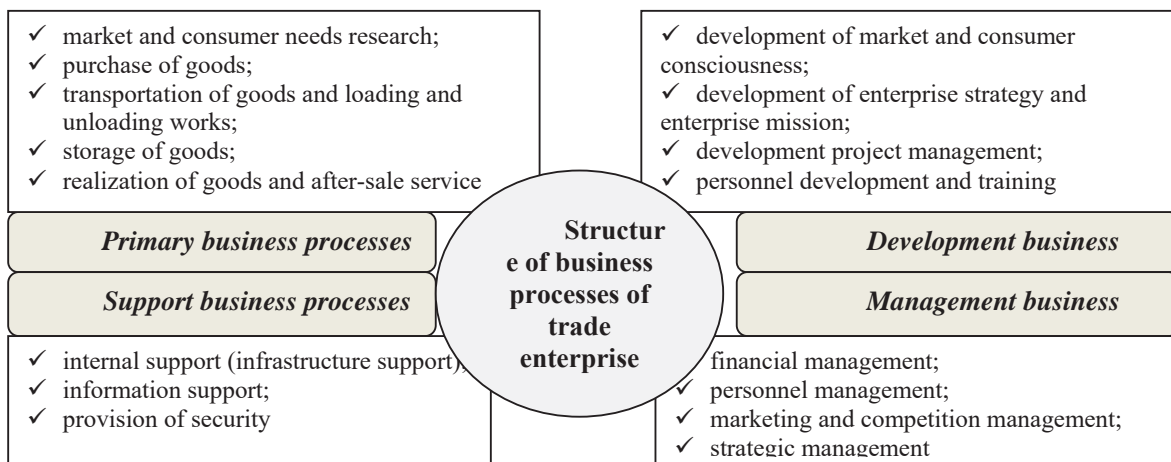 ✓ market and consumer needs research;
✓ purchase of goods;
✓ transportation of goods and loading and
unloading works;
✓ storage of goods;
✓ realization of goods and after-sale service
✓ development of market and consumer
consciousness;
✓ development of enterprise strategy and
enterprise mission;
✓ development project management;
✓ personnel development and training
Primary business processes
Support business processes
Structur
e of business
processes of
trade
enterprise
Development business
Management business
✓ internal support (infrastructure support);
✓ information support;
✓ provision of security
✓ financial management;
✓ personnel management;
✓ marketing and competition management;
✓ strategic management